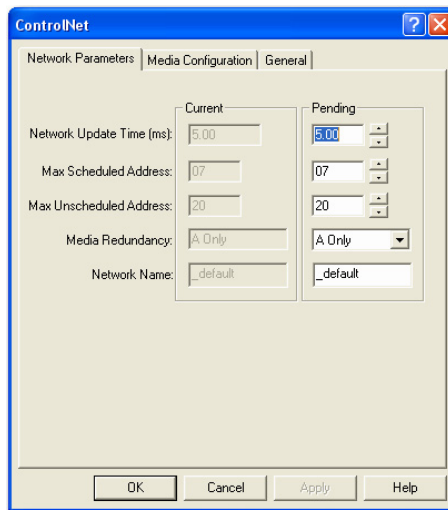 ControlNet
Network Parameters Media Configuration General
Current Pending
Network Update Time (ms): 5.00 5.00
Max Scheduled Address: 07 07
Max Unscheduled Address: 20 20
Media Redundancy: A Only A Only
Network Name: _default _default
OK Cancel Apply Help